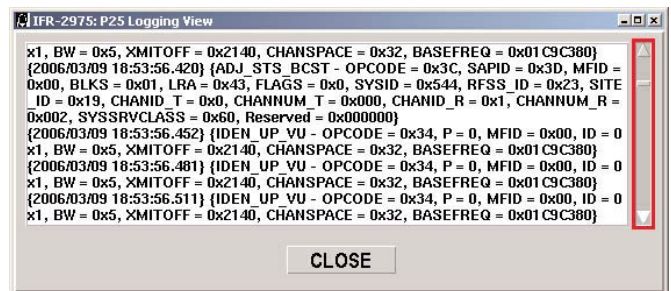 IFR-2975: P25 Logging View
x1, BW = 0x5, XMITOFF = 0x2140, CHANSPACE = 0x32, BASEFREQ = 0x01C9C380}
{2006/03/09 18:53:56.420} {ADJ_STS_BCST - OPCODE = 0x3C, SAPID = 0x3D, MFID =
0x00, BLKS = 0x01, LRA = 0x43, FLAGS = 0x0, SYSID = 0x544, RFSS_ID = 0x23, SITE
_ID = 0x19, CHANID_T = 0x0, CHANNUM_T = 0x000, CHANID_R = 0x1, CHANNUM_R =
0x002, SYSSRVCLASS = 0x60, Reserved = 0x000000}
{2006/03/09 18:53:56.452} {IDEN_UP_VU - OPCODE = 0x34, P = 0, MFID = 0x00, ID = 0
x1, BW = 0x5, XMITOFF = 0x2140, CHANSPACE = 0x32, BASEFREQ = 0x01C9C380}
{2006/03/09 18:53:56.481} {IDEN_UP_VU - OPCODE = 0x34, P = 0, MFID = 0x00, ID = 0
x1, BW = 0x5, XMITOFF = 0x2140, CHANSPACE = 0x32, BASEFREQ = 0x01C9C380}
{2006/03/09 18:53:56.511} {IDEN_UP_VU - OPCODE = 0x34, P = 0, MFID = 0x00, ID = 0
x1, BW = 0x5, XMITOFF = 0x2140, CHANSPACE = 0x32, BASEFREQ = 0x01C9C380}
CLOSE